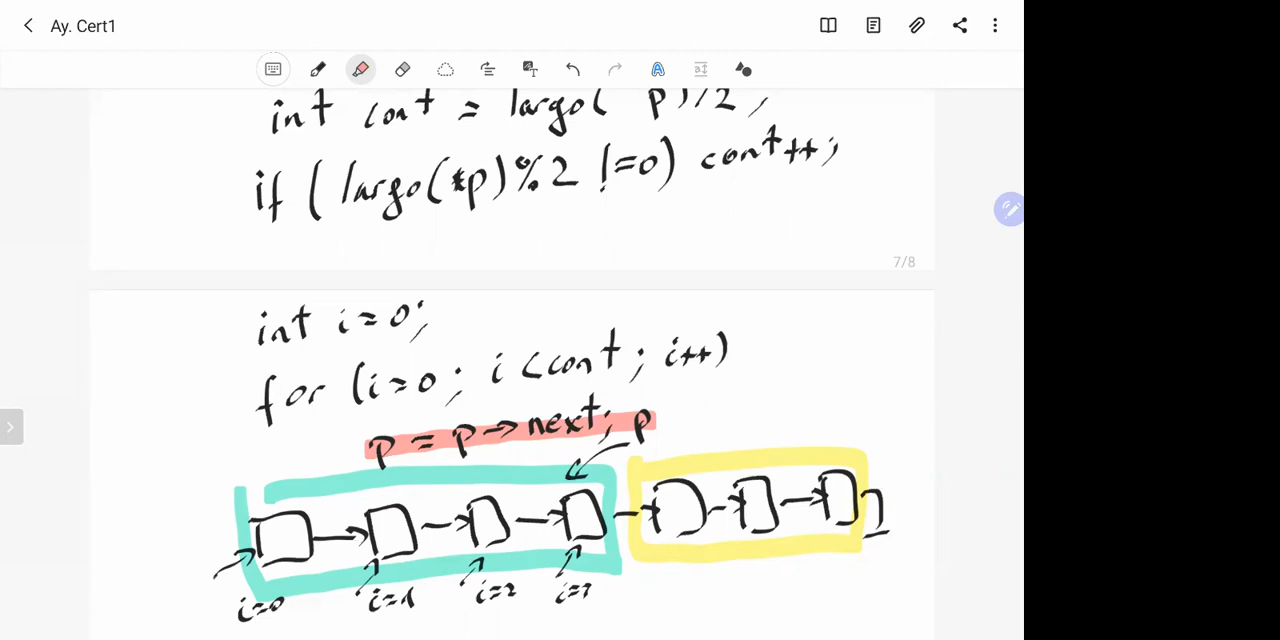 Ay. Cert1
int cont = largo( p)/2;
if (largo(*p)%2 !=0) cont++;
7/8
int i=0;
for (i=0; i<cont; i++)
p = p→next; p
i=0 i=1 i=2